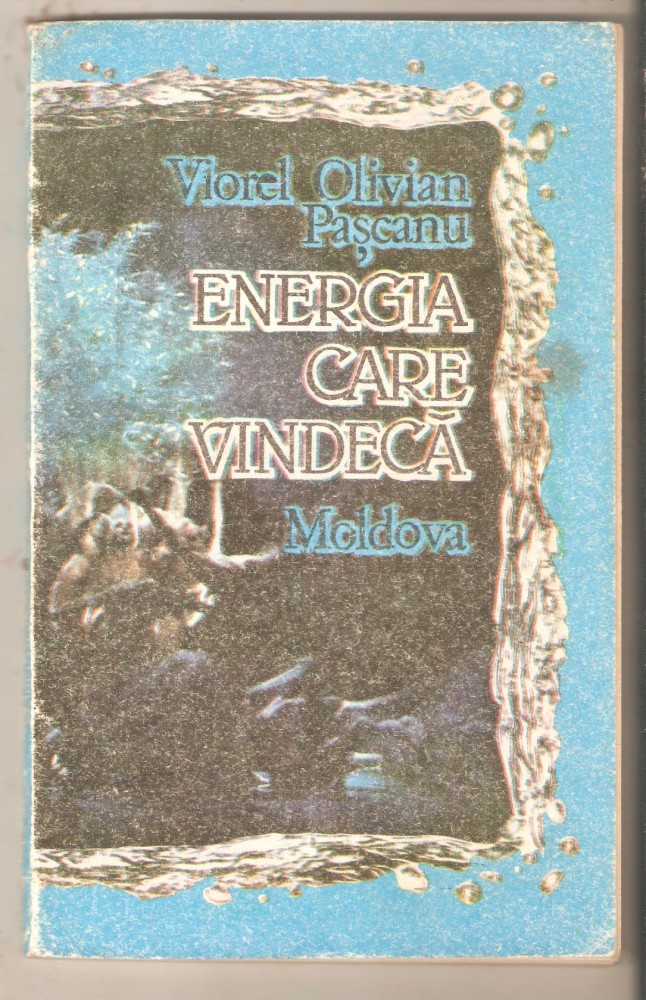 Viorel Olivian
Pașcanu
ENERGIA
CARE
VINDECĂ
Moldova